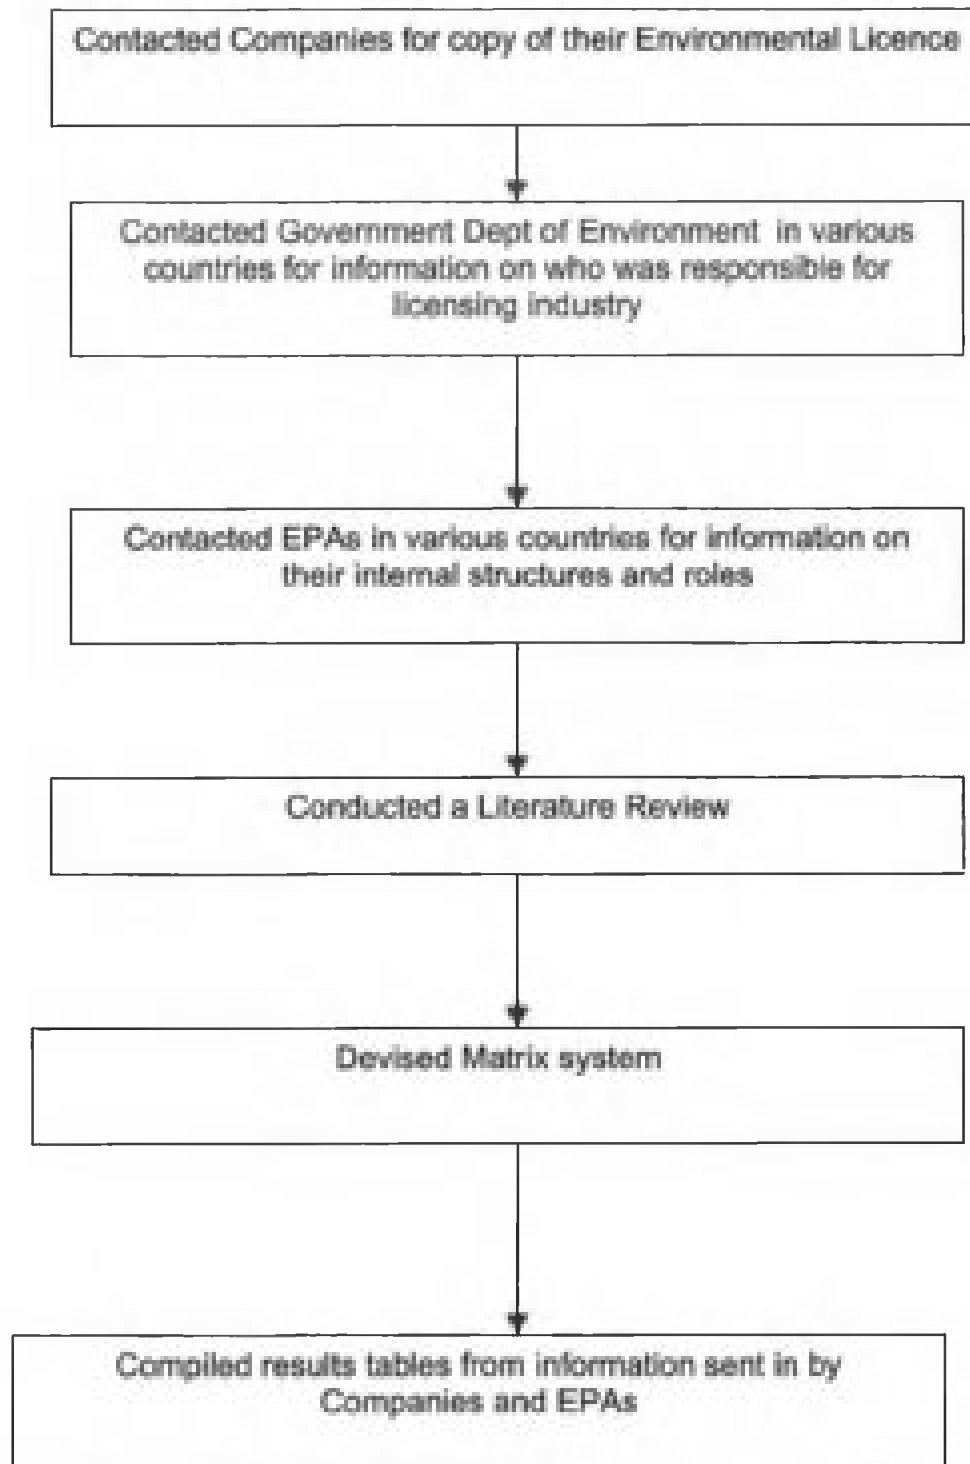 Contacted Companies for copy of their Environmental Licence
Contacted Government Dept of Environment in various
countries for information on who was responsible for
licensing industry
Contacted EPAs in various countries for information on
their internal structures and roles
Conducted a Literature Review
Devised Matrix system
Compiled results tables from information sent in by
Companies and EPAs